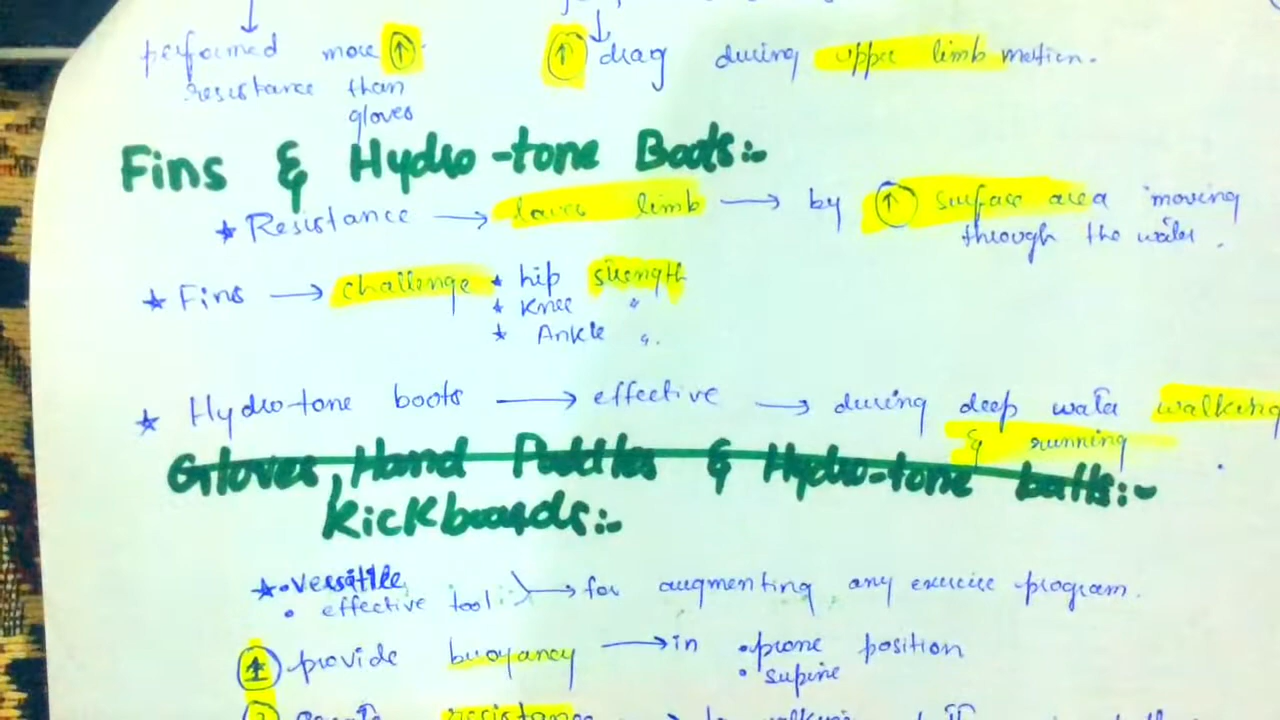 performed more ↑
resistance than
gloves
↑ drag during upper limb motion.
Fins & Hydro-tone Boots:-
★ Resistance → lower limb → by ↑ surface area moving
through the water.
★ Fins → challenge ★ hip strength
★ Knee "
★ Ankle "
★ Hydro-tone boots → effective → during deep water walking
& running
Gloves, Hand Puddles & Hydro-tone balls:-
Kickboards:-
★ • versatile
• effective tool → for augmenting any exercise program.
↑ provide buoyancy → in • prone position
• supine
resistance